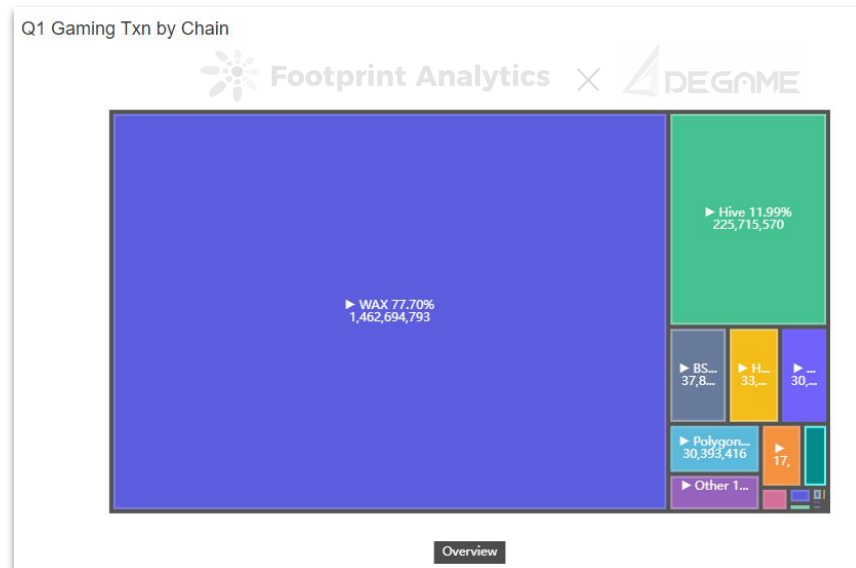 Q1 Gaming Txn by Chain
Footprint Analytics × DEGAME
▶ WAX 77.70%
1,462,694,793
▶ Hive 11.99%
225,715,570
▶ BS...
37,8...
▶ H...
33,...
▶ ...
30,...
▶ Polygon...
30,393,416
▶
17,
▶ Other 1...
Overview